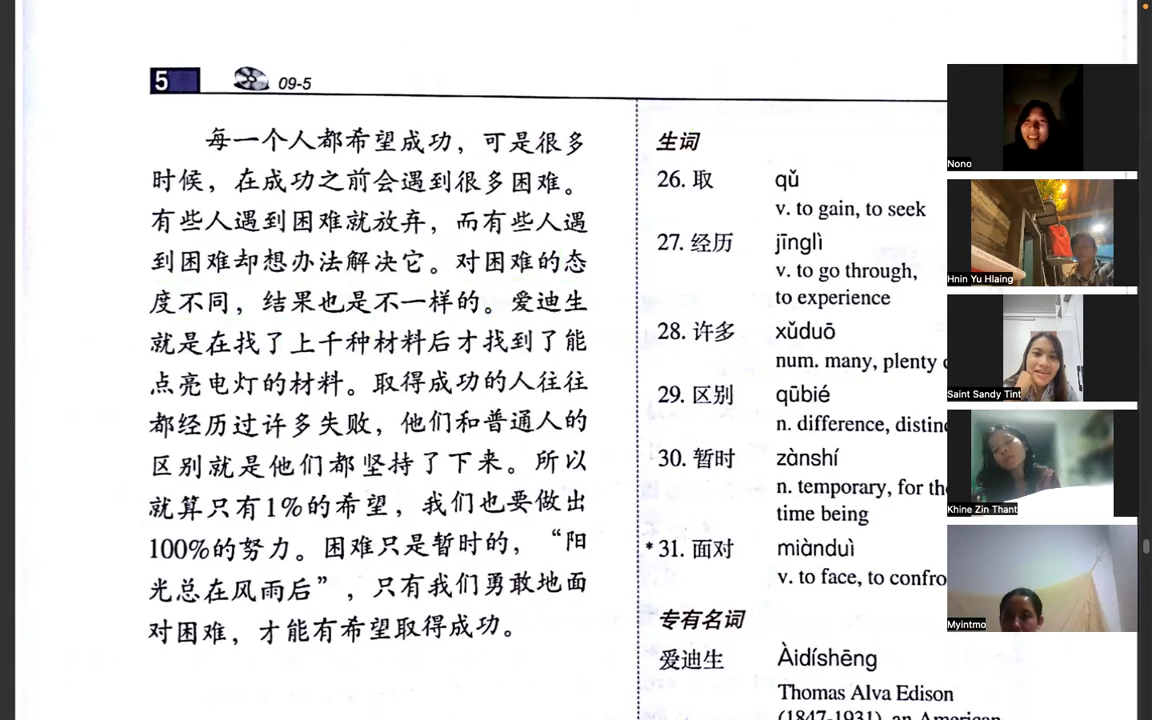 5
09-5
每一个人都希望成功，可是很多
时候，在成功之前会遇到很多困难。
有些人遇到困难就放弃，而有些人遇
到困难却想办法解决它。对困难的态
度不同，结果也是不一样的。爱迪生
就是在找了上千种材料后才找到了能
点亮电灯的材料。取得成功的人往往
都经历过许多失败，他们和普通人的
区别就是他们都坚持了下来。所以
就算只有1%的希望，我们也要做出
100%的努力。困难只是暂时的，“阳
光总在风雨后”，只有我们勇敢地面
对困难，才能有希望取得成功。
生词
26. 取 qǔ
v. to gain, to seek
27. 经历 jīnglì
v. to go through,
to experience
28. 许多 xǔduō
num. many, plenty
29. 区别 qūbié
n. difference,
30. 暂时 zànshí
n. temporary, for
time being
*31. 面对 miànduì
v. to face, to
专有名词
爱迪生 Àidíshēng
Thomas Alva Edison
(1847-1931), an American
Nono
Hnin Yu Hlaing
Saint Sandy Tint
Khine Zin Thant
Myintmo